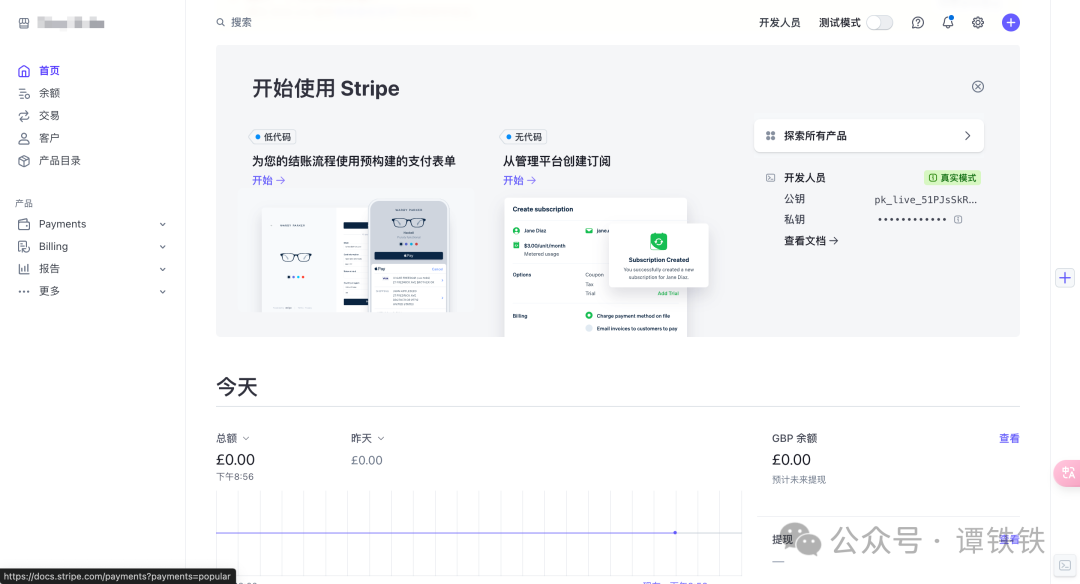 搜索
开发人员
测试模式
首页
余额
交易
客户
产品目录
产品
Payments
Billing
报告
更多
开始使用 Stripe
低代码
为您的结账流程使用预构建的支付表单
开始 →
无代码
从管理平台创建订阅
开始 →
Create subscription
Jane Diaz
$3.00/unit/month
Metered usage
Options
Coupon
Tax
Trial
Add Trial
Billing
Charge payment method on file
Email invoices to customers to pay
Subscription Created
You successfully created a new
subscription for Jane Diaz.
探索所有产品
开发人员
真实模式
公钥
pk_live_51PJsSkR…
私钥
••••••••••••
查看文档 →
今天
总额
£0.00
下午8:56
昨天
£0.00
GBP 余额
查看
£0.00
预计未来提现
提现
查看
—
公众号 · 谭铁铁
https://docs.stripe.com/payments?payments=popular